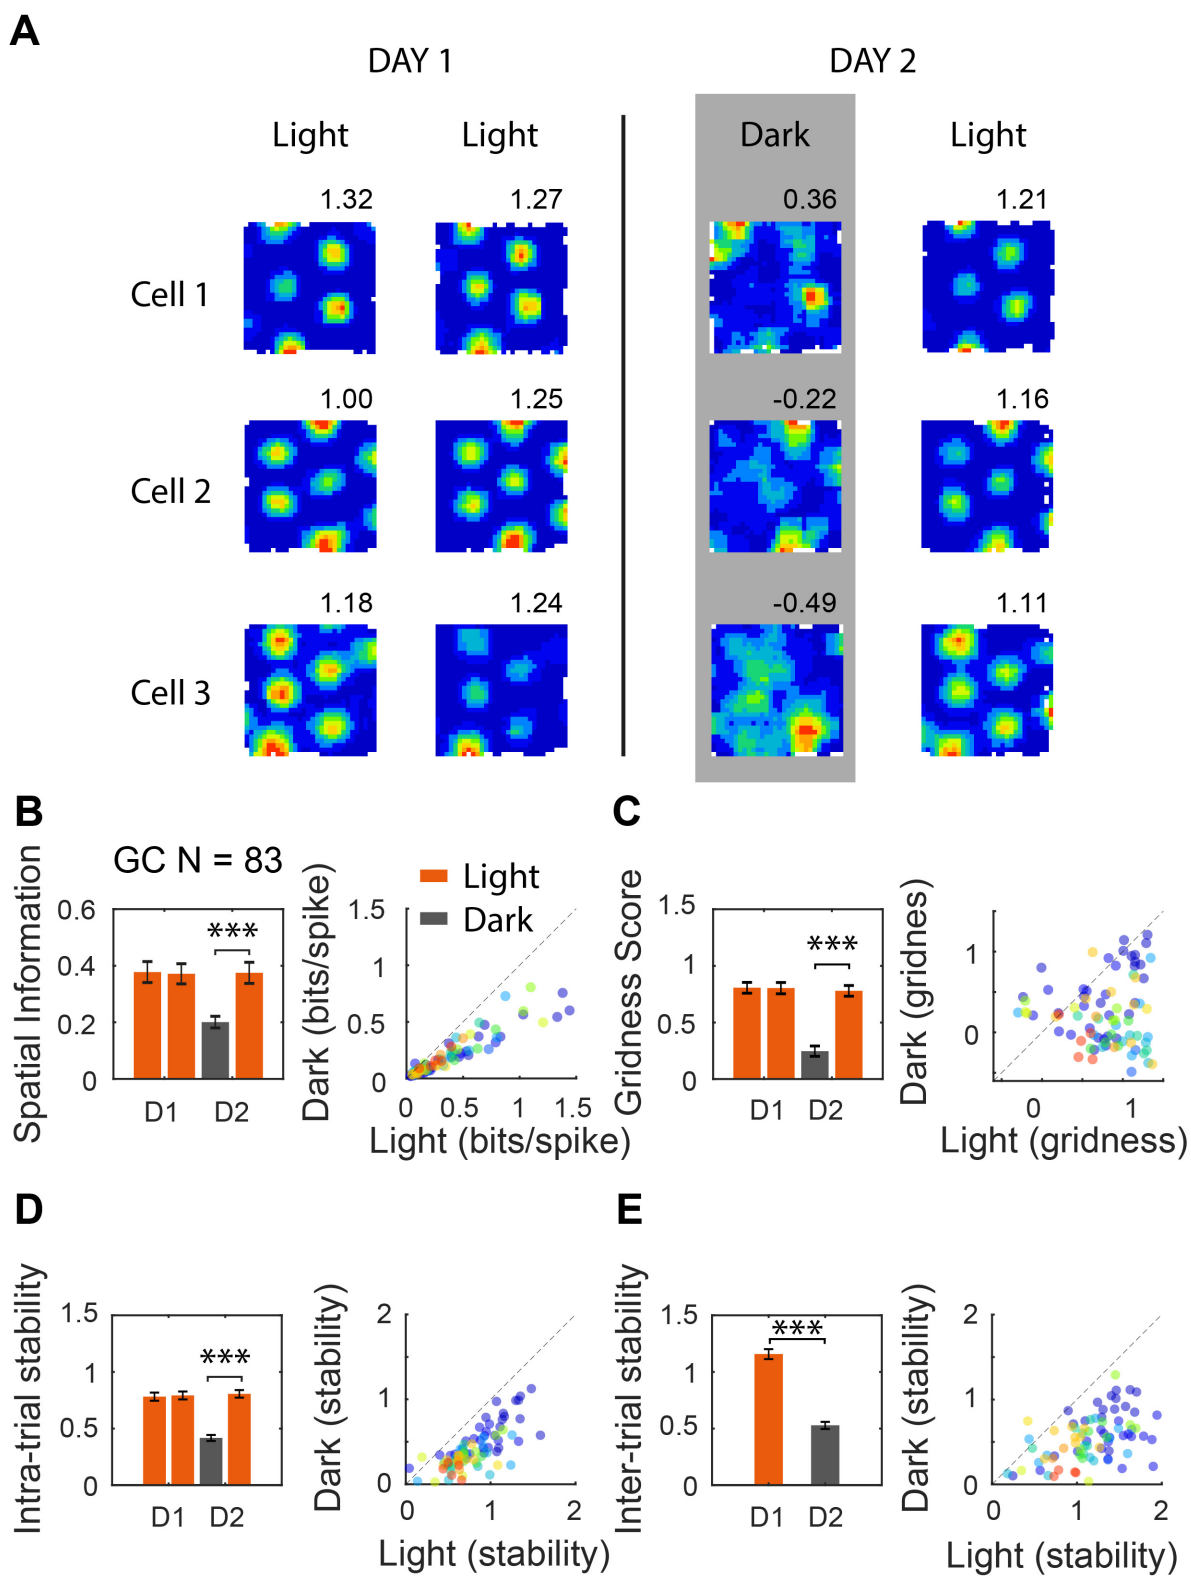 A
DAY 1
DAY 2
Light
Light
Dark
Light
1.32
1.27
0.36
1.21
Cell 1
1.00
1.25
-0.22
1.16
Cell 2
1.18
1.24
-0.49
1.11
Cell 3
B
GC N = 83
Spatial Information
0.6
0.4
0.2
0
***
D1
D2
Dark (bits/spike)
1.5
1
0.5
0
Light
Dark
0
0.5
1
1.5
Light (bits/spike)
C
Gridness Score
1.5
1
0.5
0
***
D1
D2
Dark (gridnes)
1
0
0
1
Light (gridness)
D
Intra-trial stability
1.5
1
0.5
0
***
D1
D2
Dark (stability)
2
1
0
0
1
2
Light (stability)
E
Inter-trial stability
1.5
1
0.5
0
***
D1
D2
Dark (stability)
2
1
0
0
1
2
Light (stability)